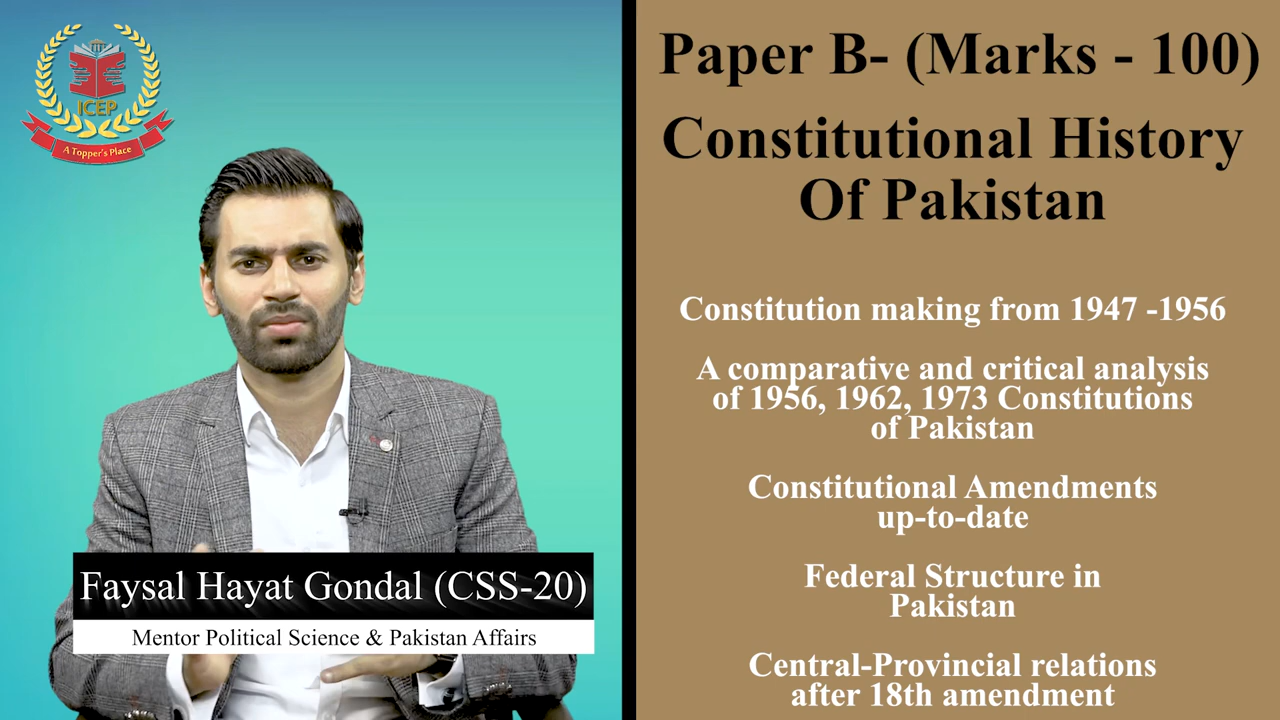 ICEP
A Topper's Place
Faysal Hayat Gondal (CSS-20)
Mentor Political Science & Pakistan Affairs
Paper B- (Marks - 100)
Constitutional History
Of Pakistan
Constitution making from 1947 -1956
A comparative and critical analysis
of 1956, 1962, 1973 Constitutions
of Pakistan
Constitutional Amendments
up-to-date
Federal Structure in
Pakistan
Central-Provincial relations
after 18th amendment